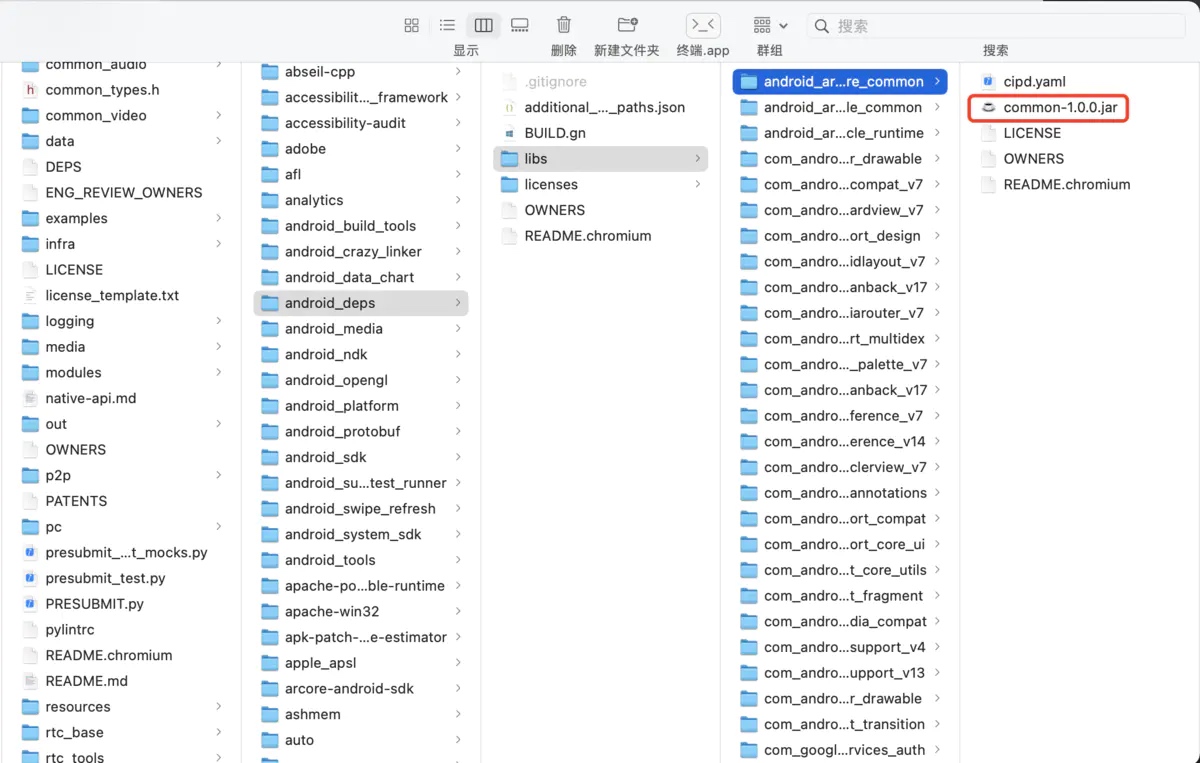 搜索
显示
删除
新建文件夹
终端.app
群组
搜索
common_audio
common_types.h
common_video
data
DEPS
ENG_REVIEW_OWNERS
examples
infra
LICENSE
license_template.txt
logging
media
modules
native-api.md
out
OWNERS
p2p
PATENTS
pc
presubmit_...t_mocks.py
presubmit_test.py
PRESUBMIT.py
pylintrc
README.chromium
README.md
resources
rtc_base
rtc_tools
abseil-cpp
accessibilit..._framework
accessibility-audit
adobe
afl
analytics
android_build_tools
android_crazy_linker
android_data_chart
android_deps
android_media
android_ndk
android_opengl
android_platform
android_protobuf
android_sdk
android_su...test_runner
android_swipe_refresh
android_system_sdk
android_tools
apache-po...ble-runtime
apache-win32
apk-patch-...e-estimator
apple_apsl
arcore-android-sdk
ashmem
auto
.gitignore
additional_..._paths.json
BUILD.gn
libs
licenses
OWNERS
README.chromium
android_ar...re_common
android_ar...le_common
android_ar...cle_runtime
com_andro...r_drawable
com_andro...compat_v7
com_andro...ardview_v7
com_andro...ort_design
com_andro...idlayout_v7
com_andro...anback_v17
com_andro...iarouter_v7
com_andro...rt_multidex
com_andro..._palette_v7
com_andro...anback_v17
com_andro...ference_v7
com_andro...erence_v14
com_andro...clerview_v7
com_andro...annotations
com_andro...ort_compat
com_andro...ort_core_ui
com_andro...t_core_utils
com_andro...t_fragment
com_andro...dia_compat
com_andro...support_v4
com_andro...upport_v13
com_andro...r_drawable
com_andro...t_transition
com_googl...rvices_auth
cipd.yaml
common-1.0.0.jar
LICENSE
OWNERS
README.chromium